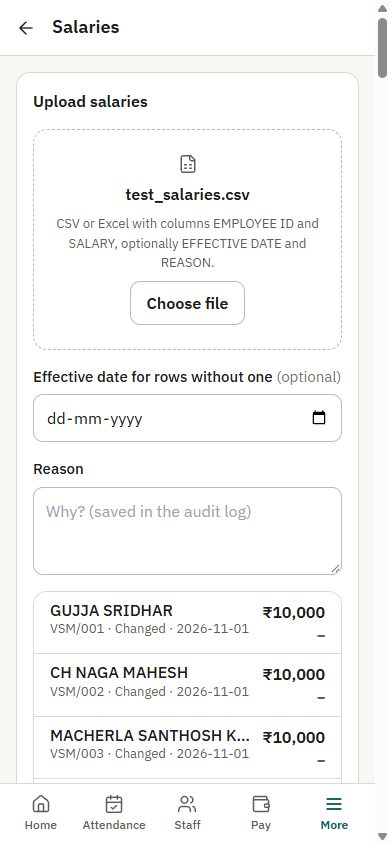 Salaries
Upload salaries
test_salaries.csv
CSV or Excel with columns EMPLOYEE ID and
SALARY, optionally EFFECTIVE DATE and
REASON.
Choose file
Effective date for rows without one (optional)
dd-mm-yyyy
Reason
Why? (saved in the audit log)
GUJJA SRIDHAR
₹10,000
VSM/001 · Changed · 2026-11-01
–
CH NAGA MAHESH
₹10,000
VSM/002 · Changed · 2026-11-01
–
MACHERLA SANTHOSH K...
₹10,000
VSM/003 · Changed · 2026-11-01
–
Home Attendance Staff Pay More